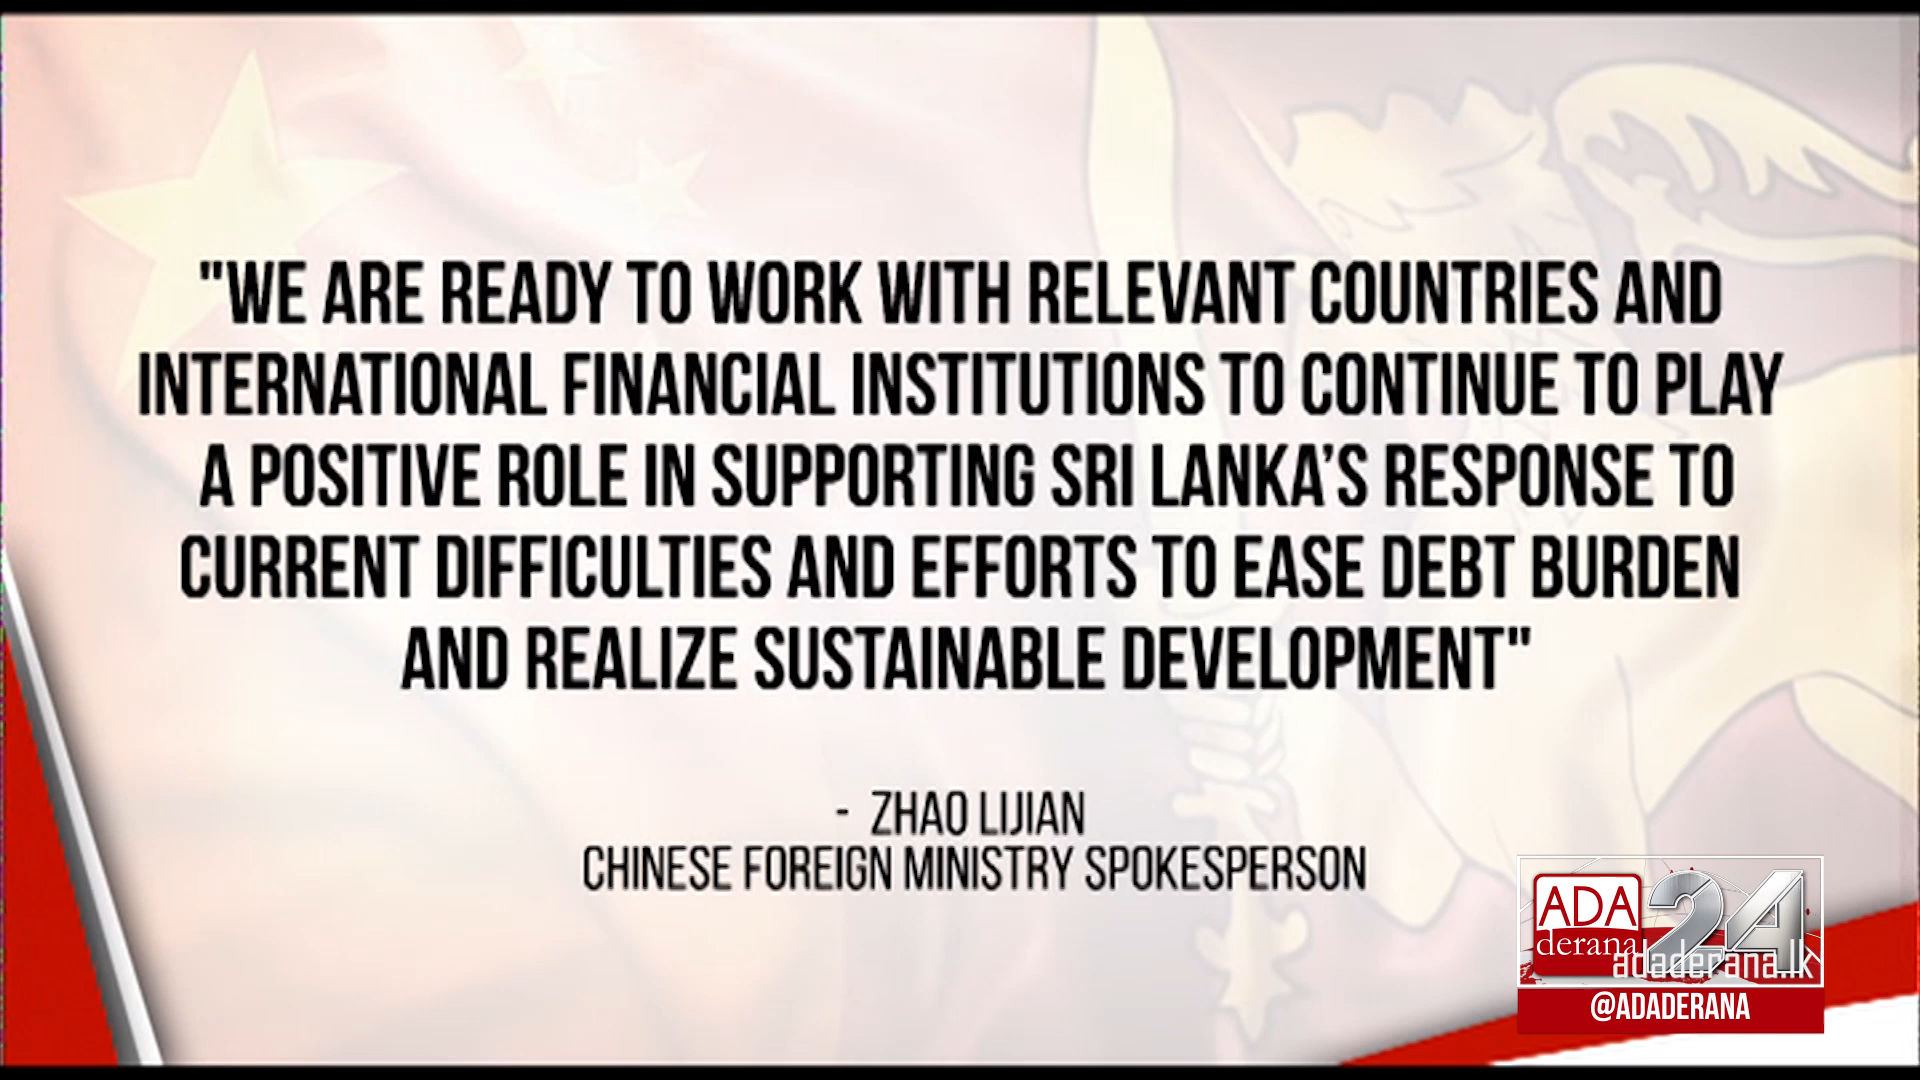 "WE ARE READY TO WORK WITH RELEVANT COUNTRIES AND
INTERNATIONAL FINANCIAL INSTITUTIONS TO CONTINUE TO PLAY
A POSITIVE ROLE IN SUPPORTING SRI LANKA’S RESPONSE TO
CURRENT DIFFICULTIES AND EFFORTS TO EASE DEBT BURDEN
AND REALIZE SUSTAINABLE DEVELOPMENT"
- ZHAO LIJIAN
CHINESE FOREIGN MINISTRY SPOKESPERSON
ADA
derana
24
adaderana.lk
@ADADERANA